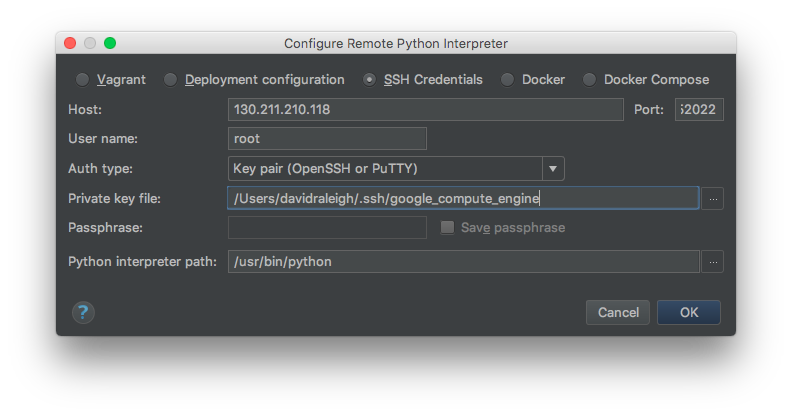 Configure Remote Python Interpreter
Vagrant Deployment configuration SSH Credentials Docker Docker Compose
Host: 130.211.210.118 Port:
User name: root
Auth type: Key pair (OpenSSH or PuTTY)
Private key file: /Users/davidraleigh/.ssh/google_compute_engine ...
Passphrase: Save passphrase
Python interpreter path: /usr/bin/python ...
? Cancel OK